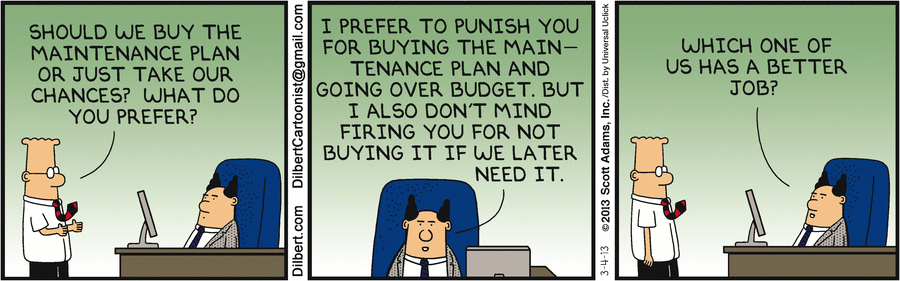 SHOULD WE BUY THE
MAINTENANCE PLAN
OR JUST TAKE OUR
CHANCES? WHAT DO
YOU PREFER?
Dilbert.com DilbertCartoonist@gmail.com
I PREFER TO PUNISH YOU
FOR BUYING THE MAIN—
TENANCE PLAN AND
GOING OVER BUDGET. BUT
I ALSO DON'T MIND
FIRING YOU FOR NOT
BUYING IT IF WE LATER
NEED IT.
3-4-13 © 2013 Scott Adams, Inc. /Dist. by Universal Uclick
WHICH ONE OF
US HAS A BETTER
JOB?